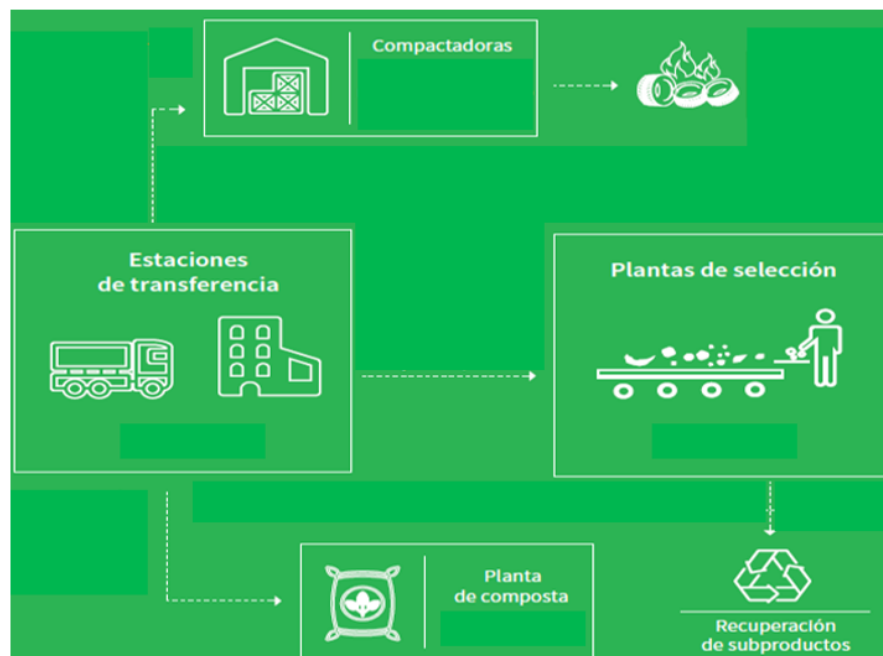 Compactadoras
Estaciones
de transferencia
Plantas de selección
Planta
de composta
Recuperación
de subproductos